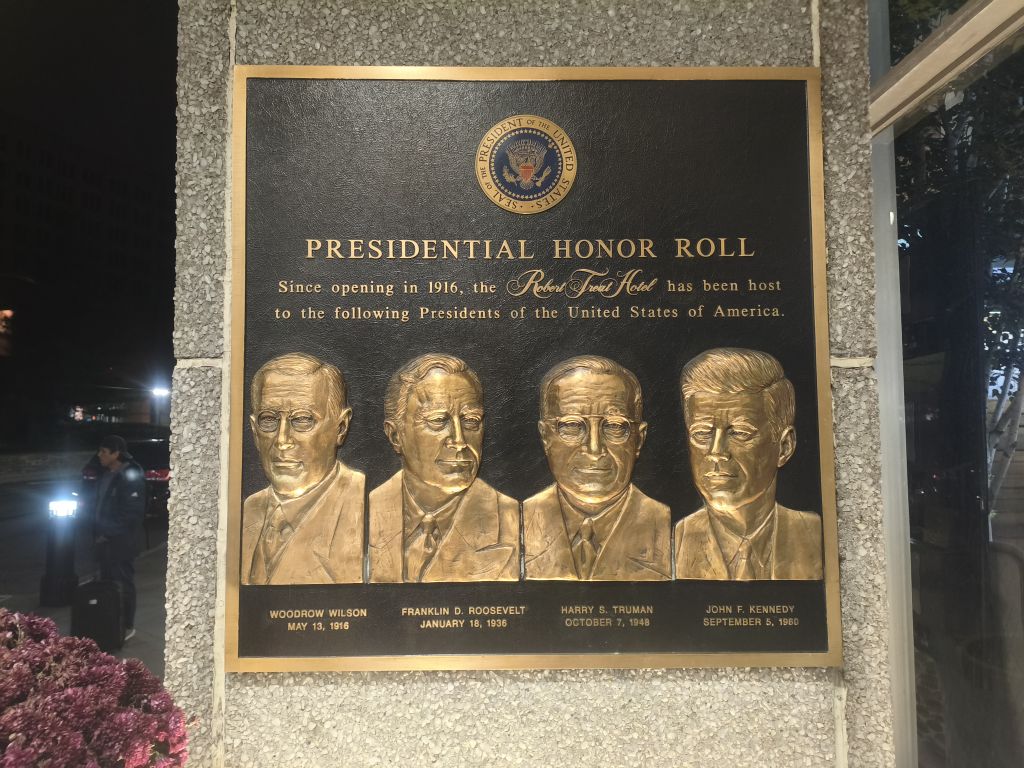 SEAL OF THE PRESIDENT OF THE UNITED STATES
PRESIDENTIAL HONOR ROLL
Since opening in 1916, the Robert Treat Hotel has been host
to the following Presidents of the United States of America.
WOODROW WILSON
MAY 13, 1916
FRANKLIN D. ROOSEVELT
JANUARY 18, 1936
HARRY S. TRUMAN
OCTOBER 7, 1948
JOHN F. KENNEDY
SEPTEMBER 5, 1960